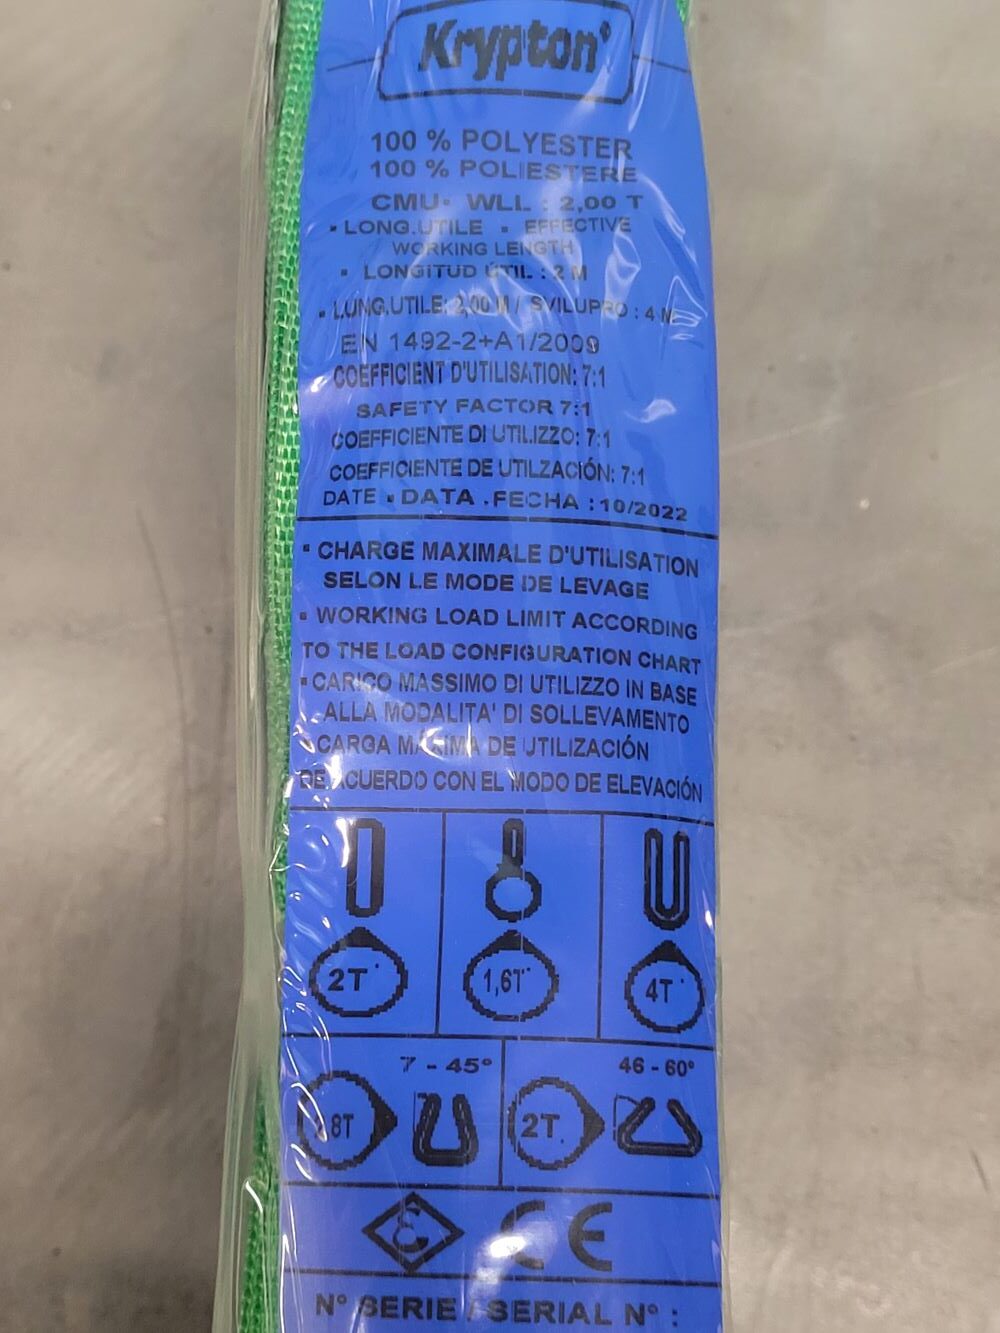 Krypton®
100 % POLYESTER
100 % POLIESTERE
CMU▪ WLL : 2,00 T
▪ LONG.UTILE ▪ EFFECTIVE
WORKING LENGTH
▪ LONGITUD ÚTIL : 2 M
▪ LUNG.UTILE: 2,00 M / SVILUPPO : 4 M
EN 1492-2+A1/2009
COEFFICIENT D'UTILISATION: 7:1
SAFETY FACTOR 7:1
COEFFICIENTE DI UTILIZZO: 7:1
COEFFICIENTE DE UTILZACIÓN: 7:1
DATE ▪ DATA . FECHA : 10/2022
▪ CHARGE MAXIMALE D'UTILISATION
SELON LE MODE DE LEVAGE
▪ WORKING LOAD LIMIT ACCORDING
TO THE LOAD CONFIGURATION CHART
▪ CARICO MASSIMO DI UTILIZZO IN BASE
ALLA MODALITA' DI SOLLEVAMENTO
▪ CARGA MÁXIMA DE UTILIZACIÓN
DE ACUERDO CON EL MODO DE ELEVACIÓN
2T 1,6T 4T
7 - 45° 46 - 60°
8T 2T
CE
N° SERIE / SERIAL N° :